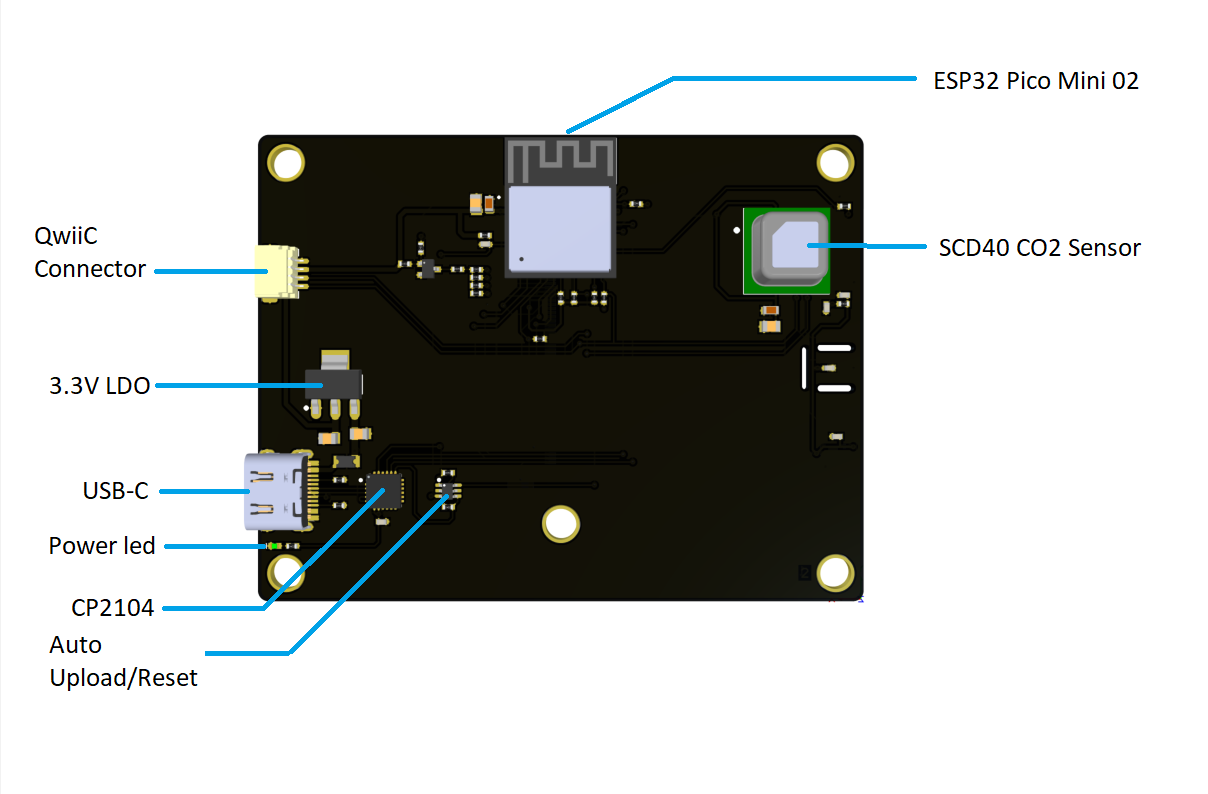 ESP32 Pico Mini 02
QwiiC
Connector
SCD40 CO2 Sensor
3.3V LDO
USB-C
Power led
CP2104
Auto
Upload/Reset
2